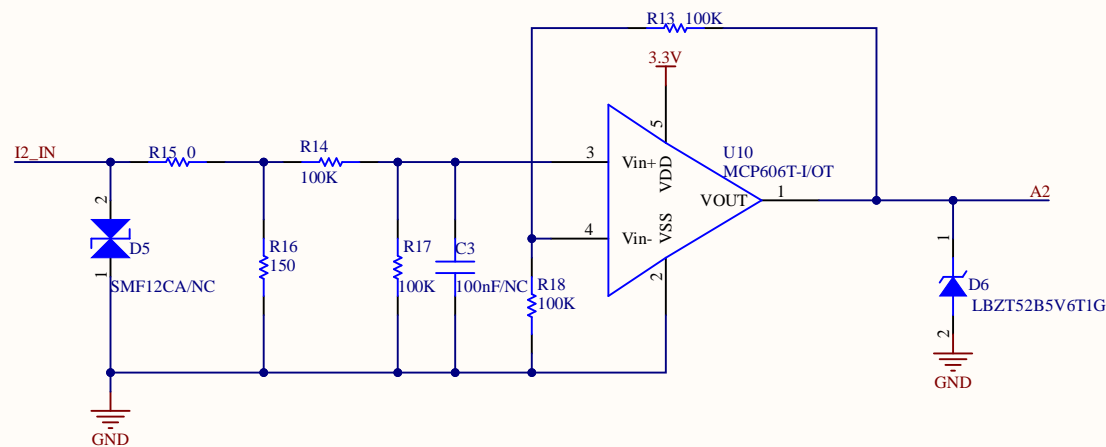 R13 100K
3.3V
I2_IN
R15 0
R14
100K
3
Vin+
VDD
5
U10
MCP606T-I/OT
VOUT
1
A2
2
D5
1
SMF12CA/NC
R16
150
R17
100K
C3
100nF/NC
4
Vin-
VSS
2
R18
100K
1
D6
LBZT52B5V6T1G
2
GND
GND